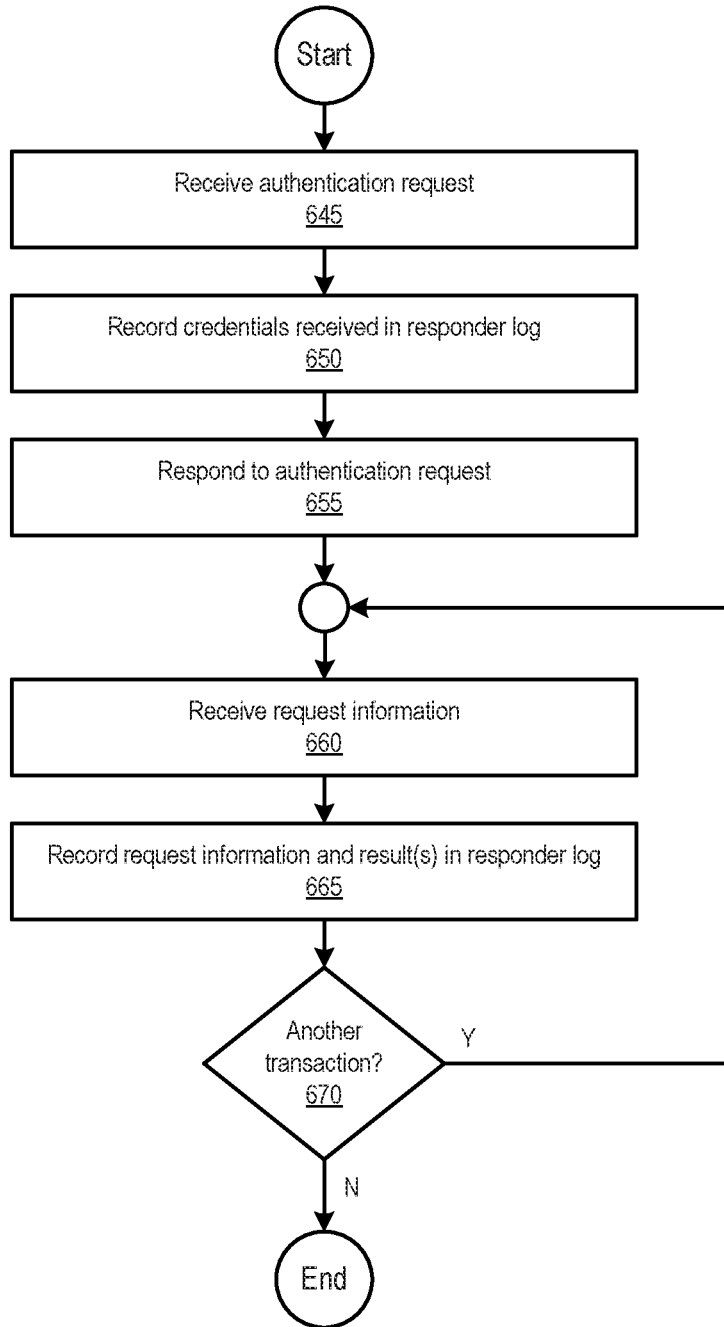 Start
Receive authentication request
645
Record credentials received in responder log
650
Respond to authentication request
655
Receive request information
660
Record request information and result(s) in responder log
665
Another
transaction?
670
Y
N
End